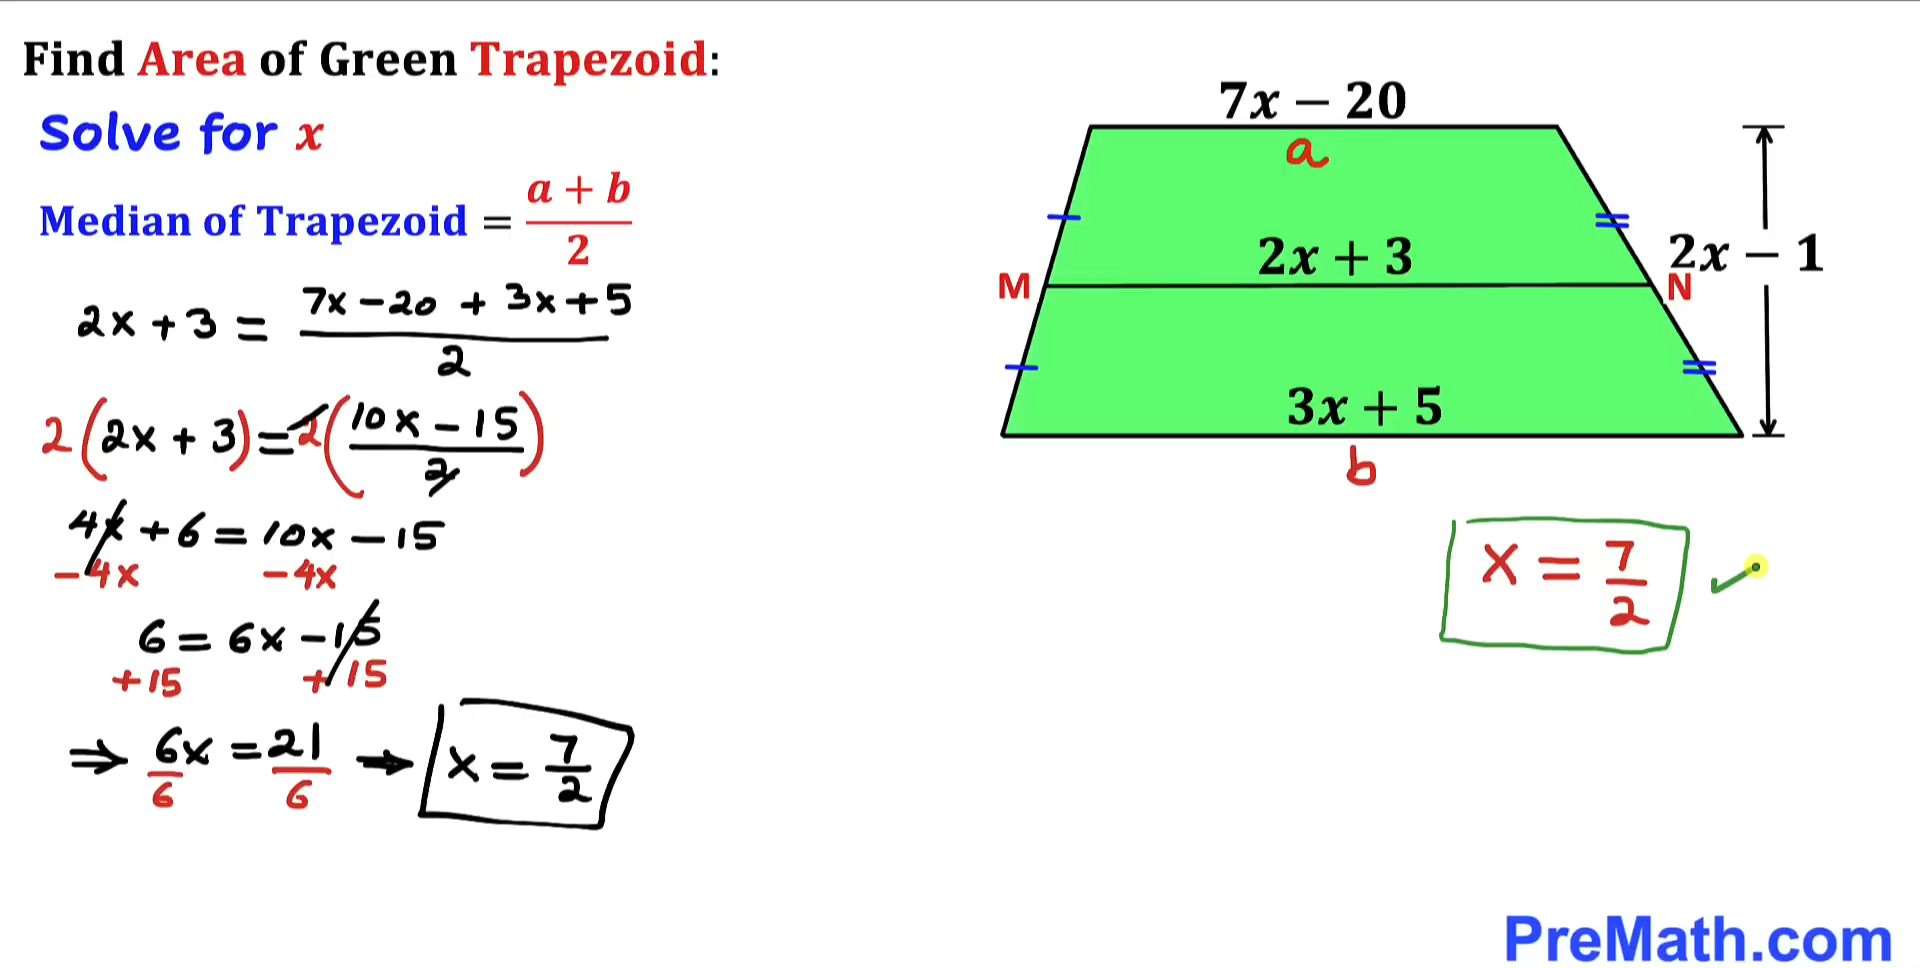 Find Area of Green Trapezoid:
Solve for x
Median of Trapezoid = (a + b)/2
2x + 3 = (7x - 20 + 3x + 5)/2
2(2x + 3) = 2((10x - 15)/2)
4x + 6 = 10x - 15
-4x -4x
6 = 6x - 15
+15 +15
⇒ 6x/6 = 21/6 → x = 7/2
7x − 20
a
2x + 3
2x − 1
M
N
3x + 5
b
x = 7/2 ✓
PreMath.com